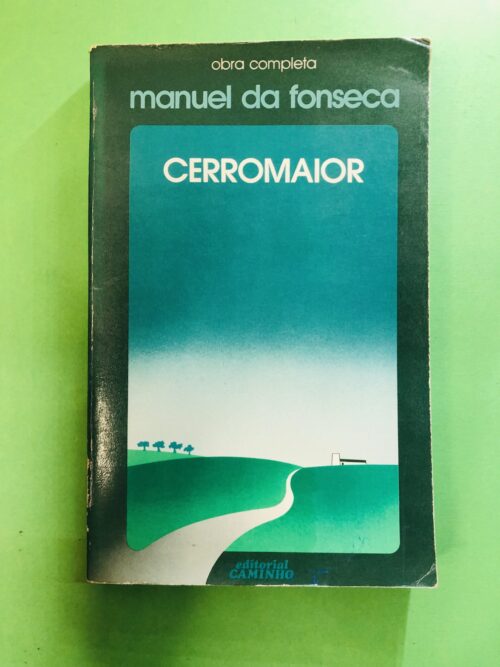 obra completa
manuel da fonseca
CERROMAIOR
editorial
CAMINHO